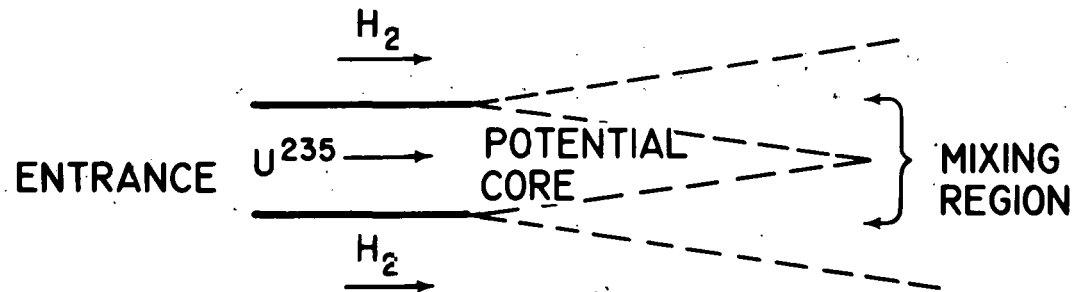 H₂
ENTRANCE
U²³⁵
POTENTIAL
CORE
MIXING
REGION
H₂